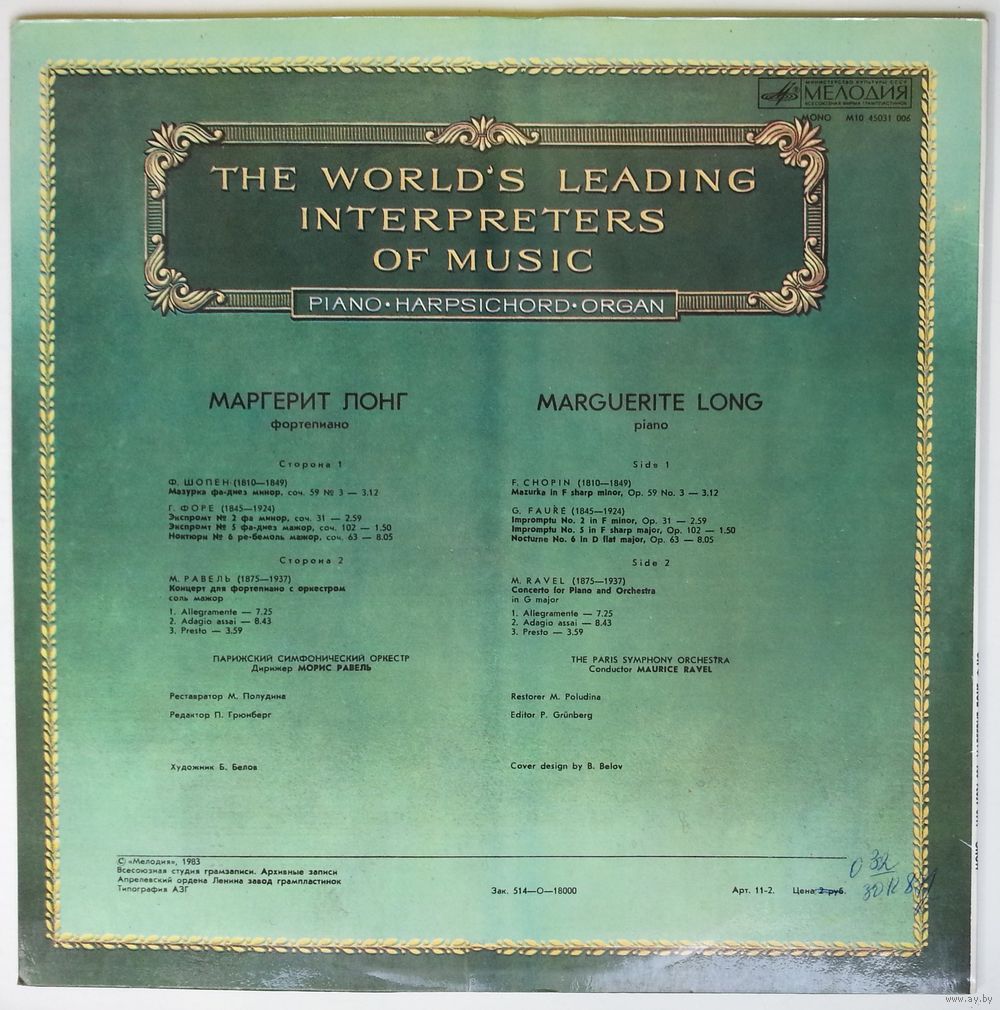 МИНИСТЕРСТВО КУЛЬТУРЫ СССР
МЕЛОДИЯ
ВСЕСОЮЗНАЯ ФИРМА ГРАМПЛАСТИНОК
MONO M10 45031 006
THE WORLD'S LEADING
INTERPRETERS
OF MUSIC
PIANO·HARPSICHORD·ORGAN
МАРГЕРИТ ЛОНГ
фортепиано
Сторона 1
Ф. ШОПЕН (1810—1849)
Мазурка фа-диез минор, соч. 59 № 3 — 3.12
Г. ФОРЕ (1845—1924)
Экспромт № 2 фа минор, соч. 31 — 2.59
Экспромт № 5 фа-диез мажор, соч. 102 — 1.50
Ноктюрн № 6 ре-бемоль мажор, соч. 63 — 8.05
Сторона 2
М. РАВЕЛЬ (1875—1937)
Концерт для фортепиано с оркестром
соль мажор
1. Allegramente — 7.25
2. Adagio assai — 8.43
3. Presto — 3.59
ПАРИЖСКИЙ СИМФОНИЧЕСКИЙ ОРКЕСТР
Дирижер МОРИС РАВЕЛЬ
Реставратор М. Полудина
Редактор П. Грюнберг
Художник Б. Белов
MARGUERITE LONG
piano
Side 1
F. CHOPIN (1810—1849)
Mazurka in F sharp minor, Op. 59 No. 3 — 3.12
G. FAURÉ (1845—1924)
Impromptu No. 2 in F minor, Op. 31 — 2.59
Impromptu No. 5 in F sharp major, Op. 102 — 1.50
Nocturne No. 6 in D flat major, Op. 63 — 8.05
Side 2
M. RAVEL (1875—1937)
Concerto for Piano and Orchestra
in G major
1. Allegramente — 7.25
2. Adagio assai — 8.43
3. Presto — 3.59
THE PARIS SYMPHONY ORCHESTRA
Conductor MAURICE RAVEL
Restorer M. Poludina
Editor P. Grünberg
Cover design by B. Belov
© «Мелодия», 1983
Всесоюзная студия грамзаписи. Архивные записи
Апрелевский ордена Ленина завод грампластинок
Типография АЗГ
Зак. 514—О—18000
Арт. 11-2. Цена 2 руб.
www.ay.by